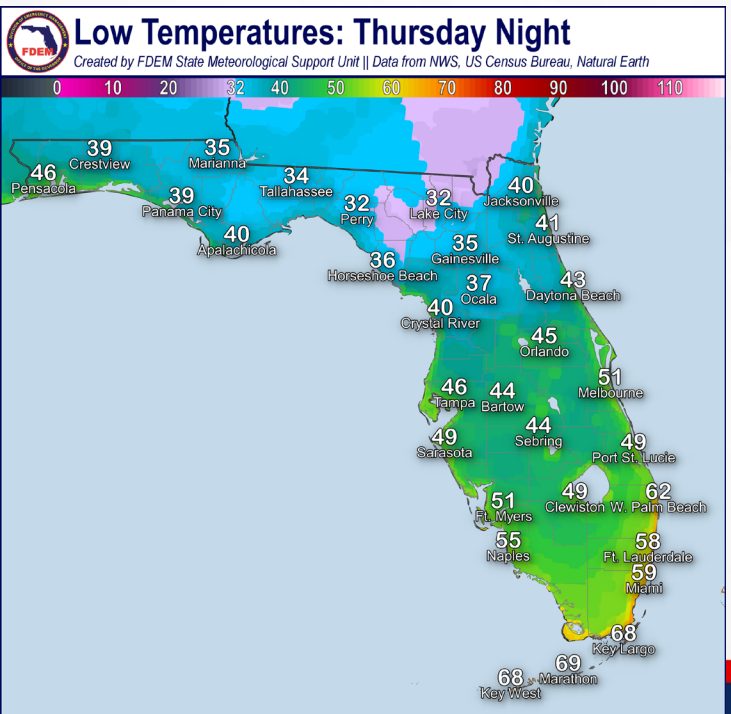 DIVISION OF EMERGENCY MANAGEMENT
FDEM
Low Temperatures: Thursday Night
Created by FDEM State Meteorological Support Unit || Data from NWS, US Census Bureau, Natural Earth
0 10 20 32 40 50 60 70 80 90 100 110
39
Crestview
35
Marianna
46
Pensacola
34
Tallahassee
39
Panama City
32
Perry
32
Lake City
40
Jacksonville
40
Apalachicola
41
St. Augustine
35
Gainesville
36
Horseshoe Beach
37
Ocala
43
Daytona Beach
40
Crystal River
45
Orlando
51
Melbourne
46
Tampa
44
Bartow
44
Sebring
49
Sarasota
49
Port St. Lucie
51
Ft. Myers
49
Clewiston
62
W. Palm Beach
55
Naples
58
Ft. Lauderdale
59
Miami
68
Key Largo
69
Marathon
68
Key West